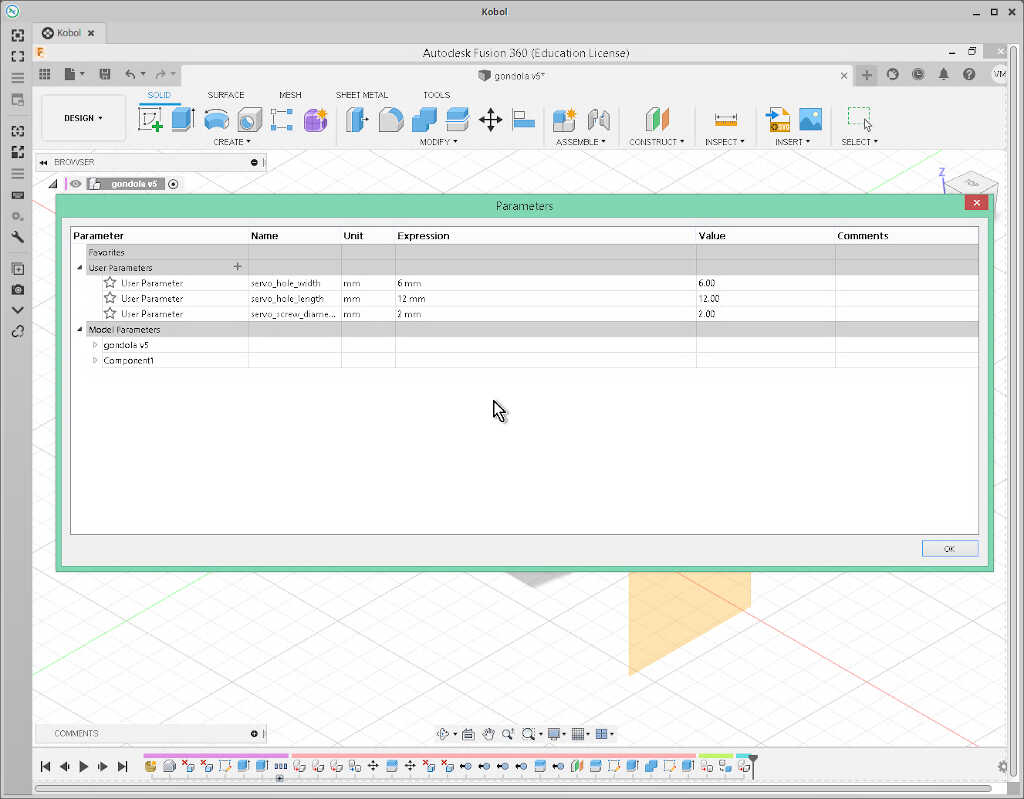 Kobol
Kobol
Autodesk Fusion 360 (Education License)
gondola v5*
VM
SOLID SURFACE MESH SHEET METAL TOOLS
DESIGN
CREATE MODIFY ASSEMBLE CONSTRUCT INSPECT INSERT SELECT
BROWSER
gondola v5
Z
TOP
Parameters
Parameter Name Unit Expression Value Comments
Favorites
User Parameters +
User Parameter servo_hole_width mm 6 mm 6.00
User Parameter servo_hole_length mm 12 mm 12.00
User Parameter servo_screw_diame... mm 2 mm 2.00
Model Parameters
gondola v5
Component1
OK
COMMENTS